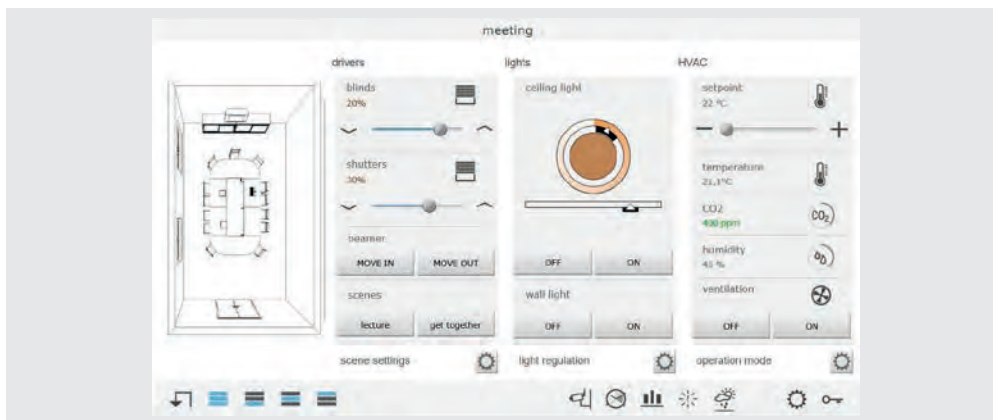 meeting
drivers
lights
HVAC
blinds
20%
shutters
30%
beamer
MOVE IN
MOVE OUT
scenes
lecture
get together
scene settings
ceiling light
OFF
ON
wall light
OFF
ON
light regulation
setpoint
22 °C
temperature
21,1°C
CO2
400 ppm
CO₂
humidity
41 %
ventilation
OFF
ON
operation mode